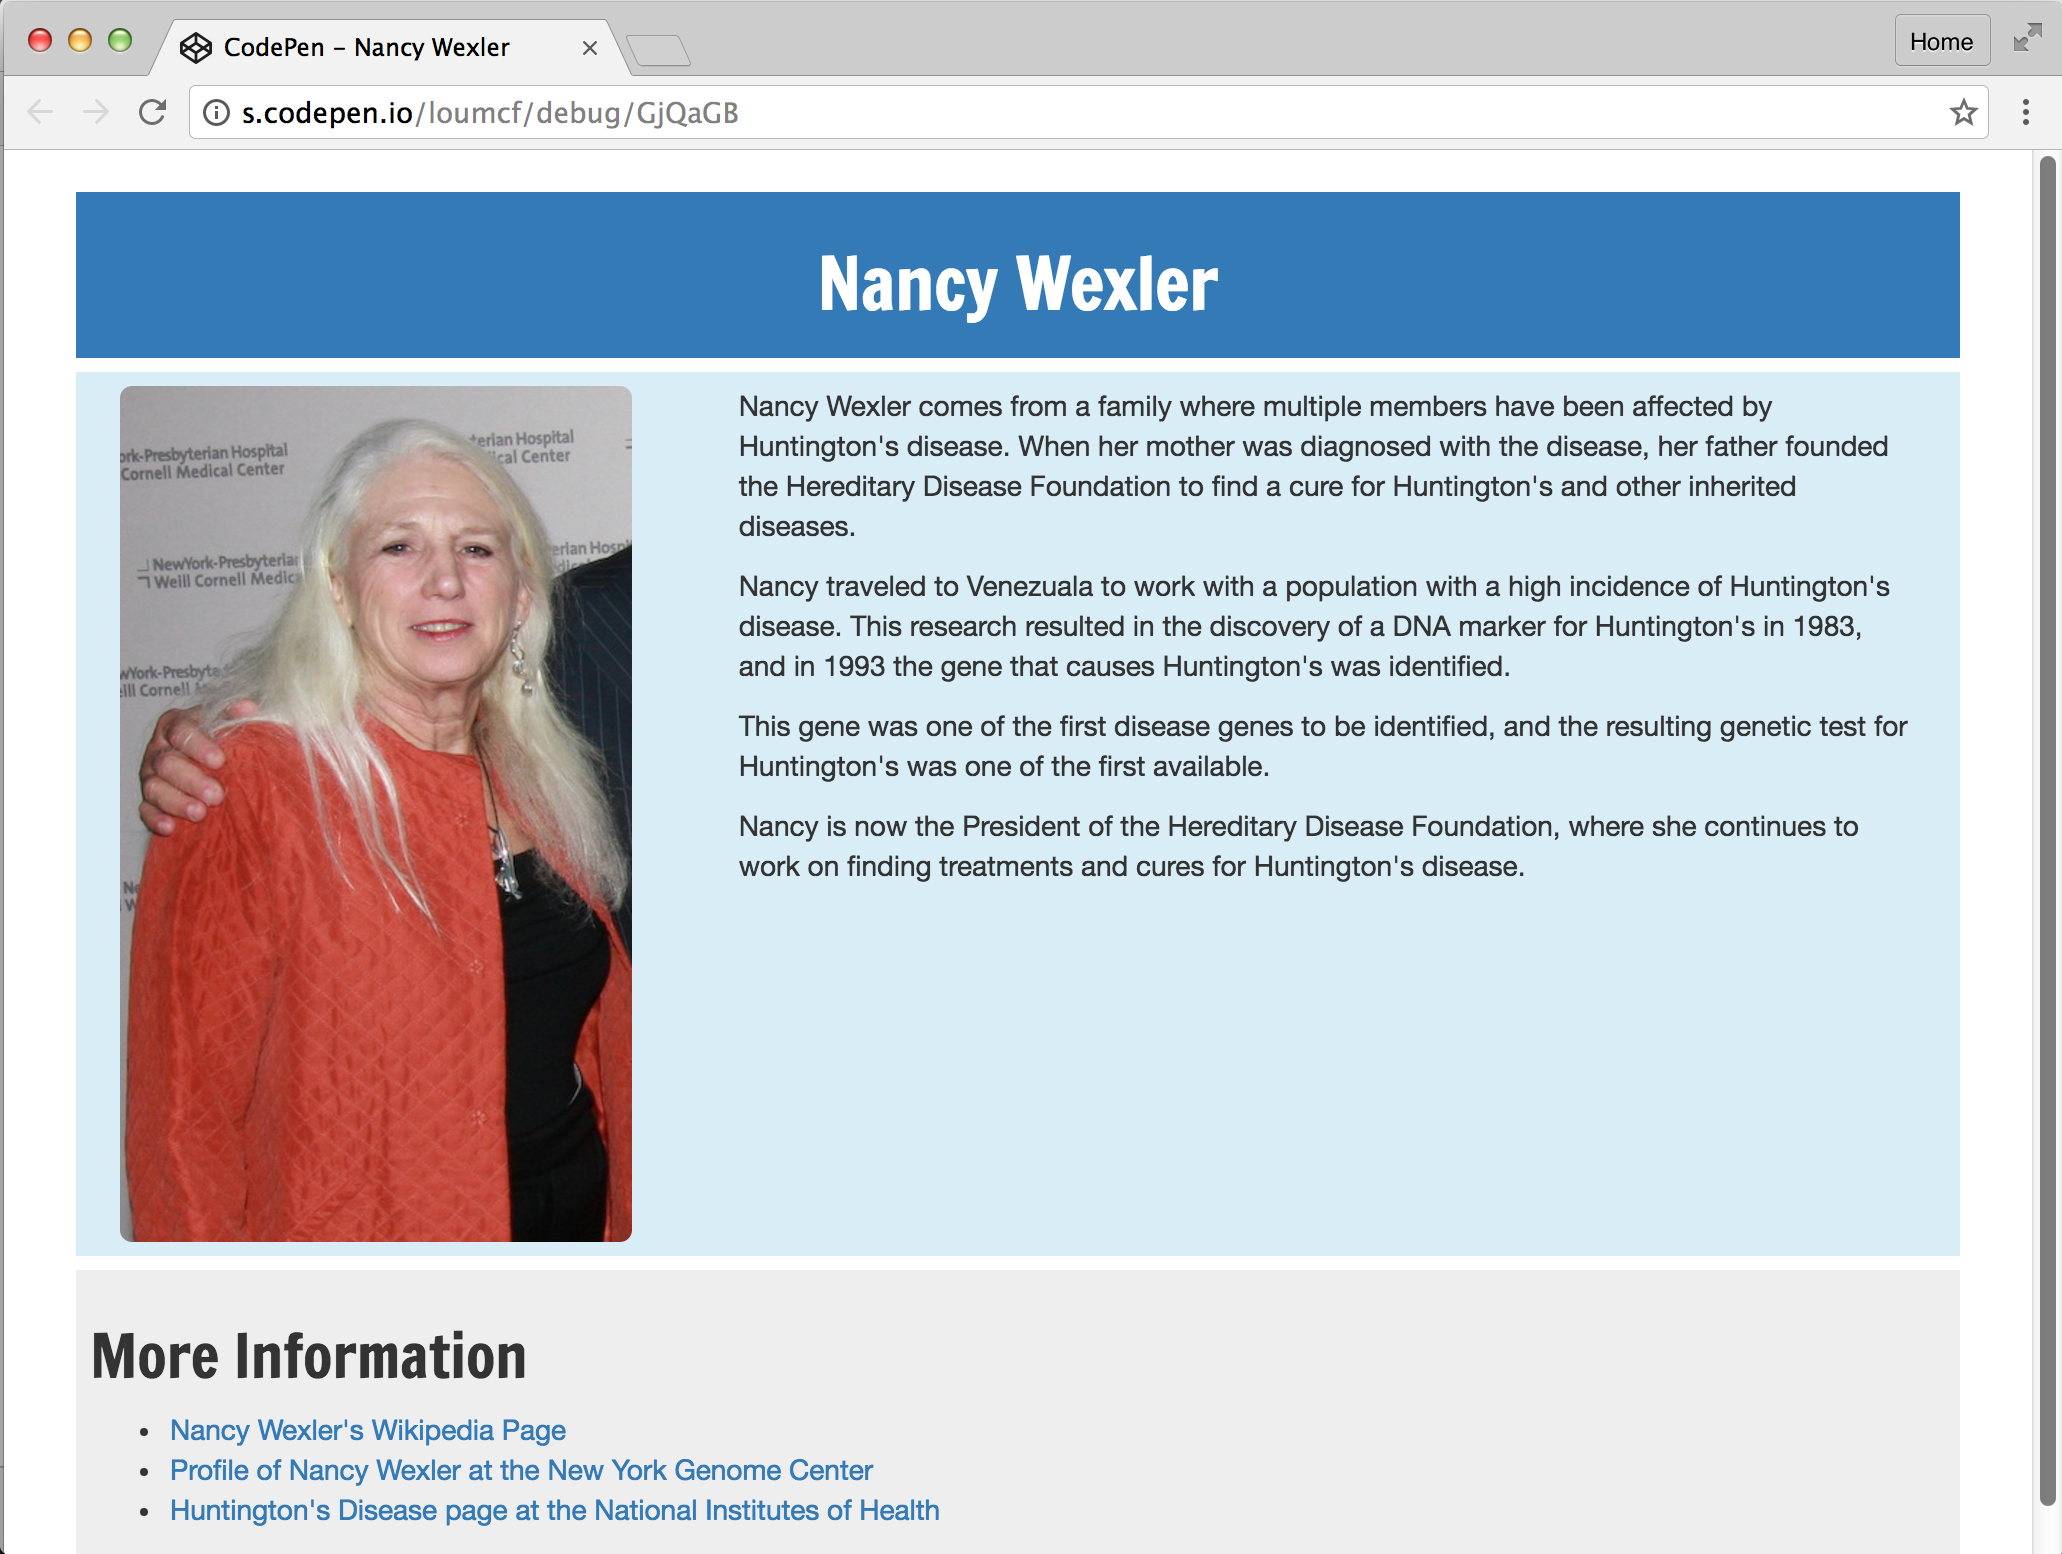 CodePen – Nancy Wexler
Home
s.codepen.io/loumcf/debug/GjQaGB
Nancy Wexler
ork-Presbyterian Hospital
Cornell Medical Center
terian Hospital
ical Center
NewYork-Presbyterian
Weill Cornell Medica
erian Hosp
wYork-Presbyte
eill Cornell Me
Nancy Wexler comes from a family where multiple members have been affected by
Huntington's disease. When her mother was diagnosed with the disease, her father founded
the Hereditary Disease Foundation to find a cure for Huntington's and other inherited
diseases.
Nancy traveled to Venezuala to work with a population with a high incidence of Huntington's
disease. This research resulted in the discovery of a DNA marker for Huntington's in 1983,
and in 1993 the gene that causes Huntington's was identified.
This gene was one of the first disease genes to be identified, and the resulting genetic test for
Huntington's was one of the first available.
Nancy is now the President of the Hereditary Disease Foundation, where she continues to
work on finding treatments and cures for Huntington's disease.
More Information
• Nancy Wexler's Wikipedia Page
• Profile of Nancy Wexler at the New York Genome Center
• Huntington's Disease page at the National Institutes of Health